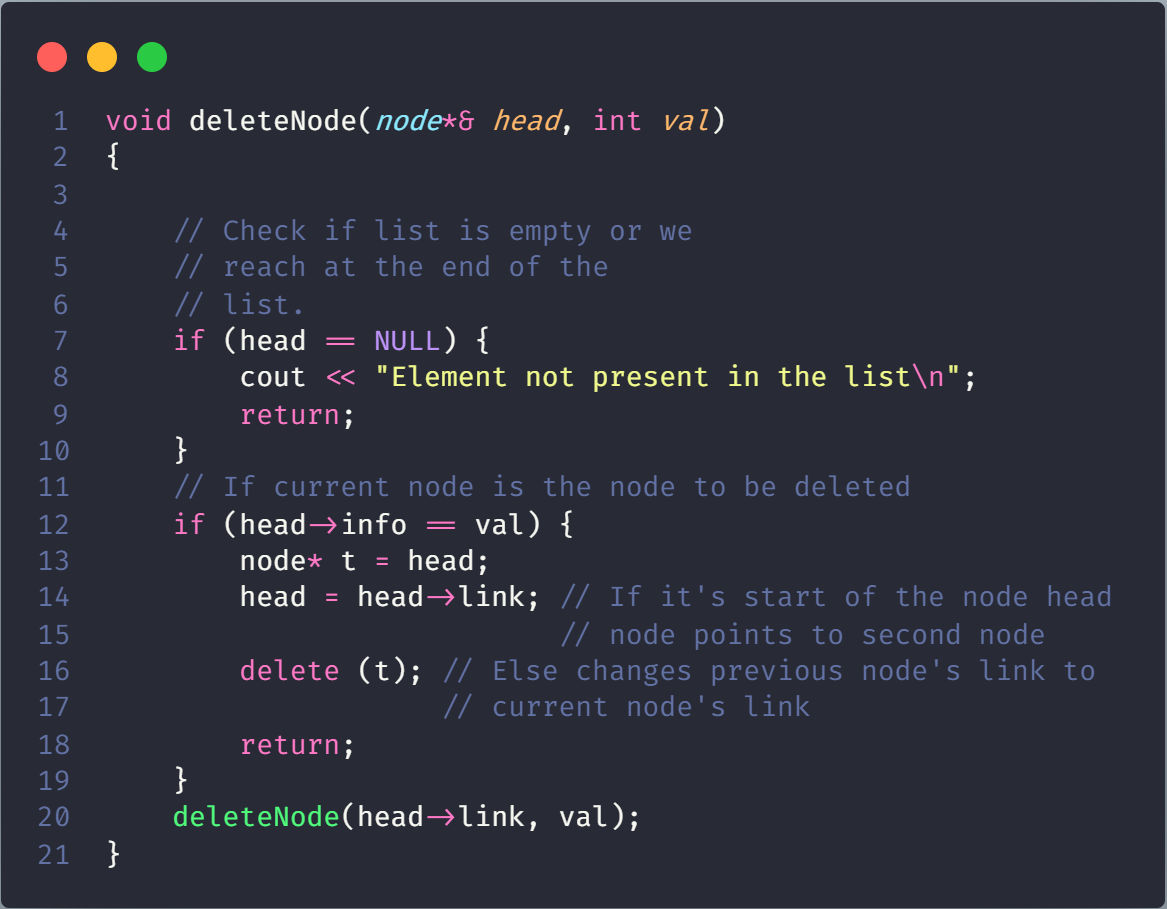 1 void deleteNode(node*& head, int val)
2 {
3
4     // Check if list is empty or we
5     // reach at the end of the
6     // list.
7     if (head == NULL) {
8         cout << "Element not present in the list\n";
9         return;
10     }
11     // If current node is the node to be deleted
12     if (head->info == val) {
13         node* t = head;
14         head = head->link; // If it's start of the node head
15                            // node points to second node
16         delete (t); // Else changes previous node's link to
17                     // current node's link
18         return;
19     }
20     deleteNode(head->link, val);
21 }